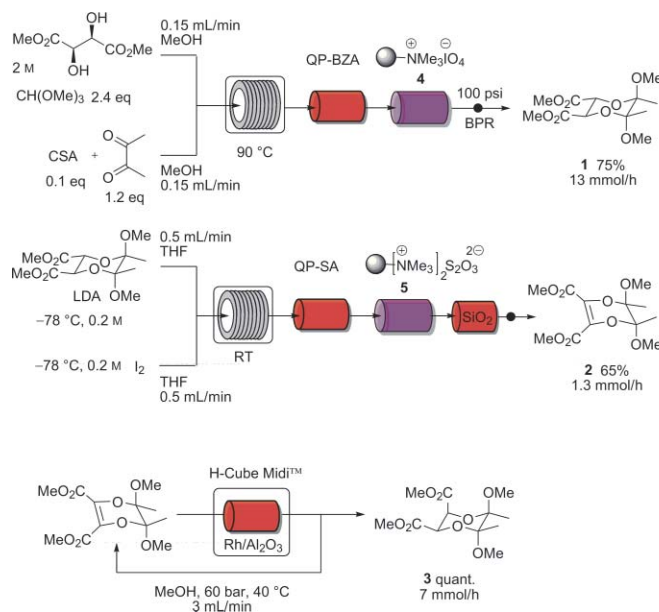 OH
MeO₂C
CO₂Me
OH
2 M
CH(OMe)₃ 2.4 eq
0.15 mL/min
MeOH
CSA +
0.1 eq
O
O
1.2 eq
MeOH
0.15 mL/min
90 °C
QP-BZA
⊕ ⊖
NMe₃IO₄
4
100 psi
BPR
OMe
MeO₂C
O
MeO₂C
O
OMe
1 75%
13 mmol/h
OMe
MeO₂C
O
MeO₂C
O
OMe
LDA
−78 °C, 0.2 M
0.5 mL/min
THF
−78 °C, 0.2 M I₂
THF
0.5 mL/min
RT
QP-SA
⊕ 2⊖
[NMe₃]₂S₂O₃
5
SiO₂
OMe
MeO₂C
O
O
MeO₂C
OMe
2 65%
1.3 mmol/h
OMe
MeO₂C
O
O
MeO₂C
OMe
H-Cube Midi™
Rh/Al₂O₃
MeOH, 60 bar, 40 °C
3 mL/min
MeO₂C
OMe
O
MeO₂C
O
OMe
3 quant.
7 mmol/h